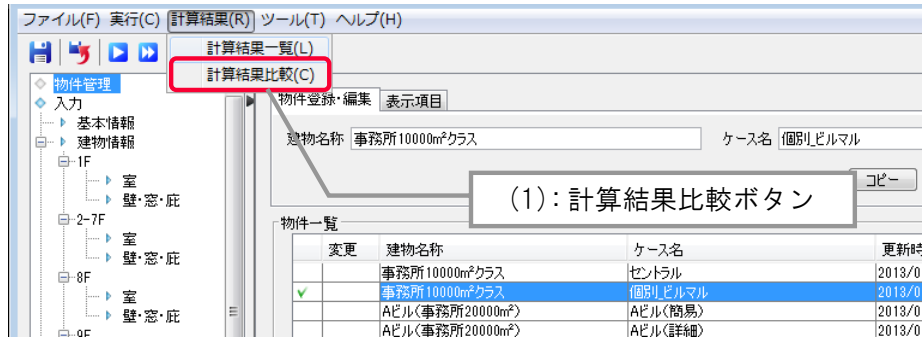 ファイル(F) 実行(C) 計算結果(R) ツール(T) ヘルプ(H)
計算結果一覧(L)
計算結果比較(C)
物件管理
入力
基本情報
建物情報
1F
室
壁・窓・庇
2-7F
室
壁・窓・庇
8F
室
壁・窓・庇
9F
物件登録・編集 表示項目
建物名称 事務所10000m²クラス ケース名 個別_ビルマル
コピー
(1):計算結果比較ボタン
物件一覧
変更 建物名称 ケース名 更新時
事務所10000m²クラス セントラル 2013/0
事務所10000m²クラス 個別_ビルマル 2013/0
Aビル(事務所20000m²) Aビル(簡易) 2013/0
Aビル(事務所20000m²) Aビル(詳細) 2013/0